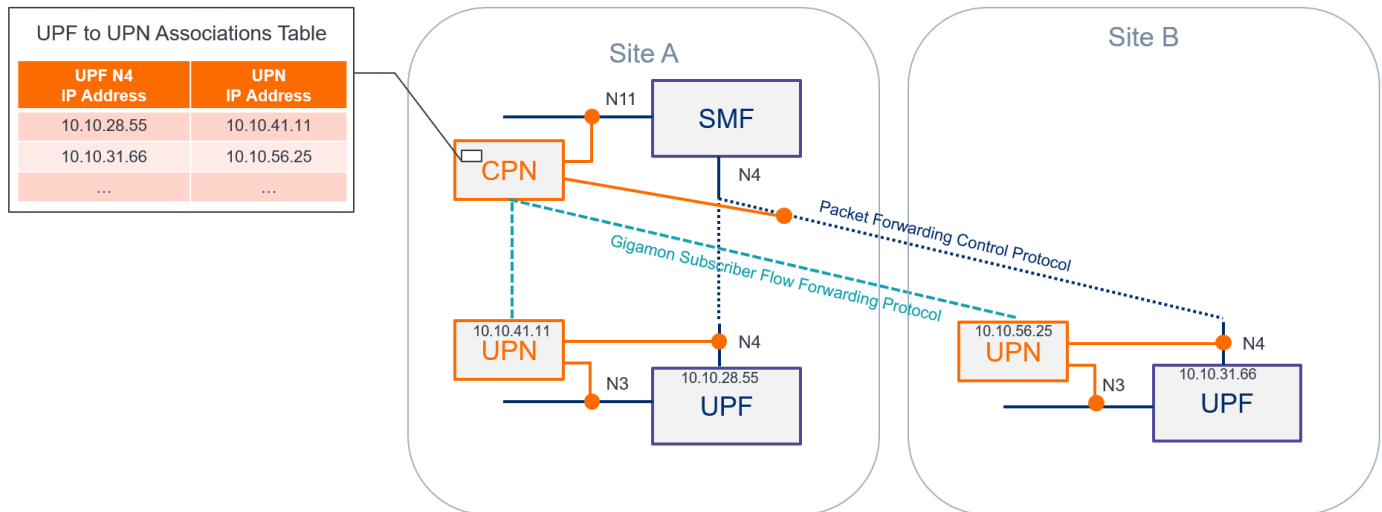 UPF to UPN Associations Table
UPF N4
IP Address
UPN
IP Address
10.10.28.55
10.10.41.11
10.10.31.66
10.10.56.25
...
...
Site A
Site B
N11
SMF
CPN
N4
Packet Forwarding Control Protocol
Gigamon Subscriber Flow Forwarding Protocol
10.10.41.11
UPN
N4
N3
10.10.28.55
UPF
10.10.56.25
UPN
N4
N3
10.10.31.66
UPF